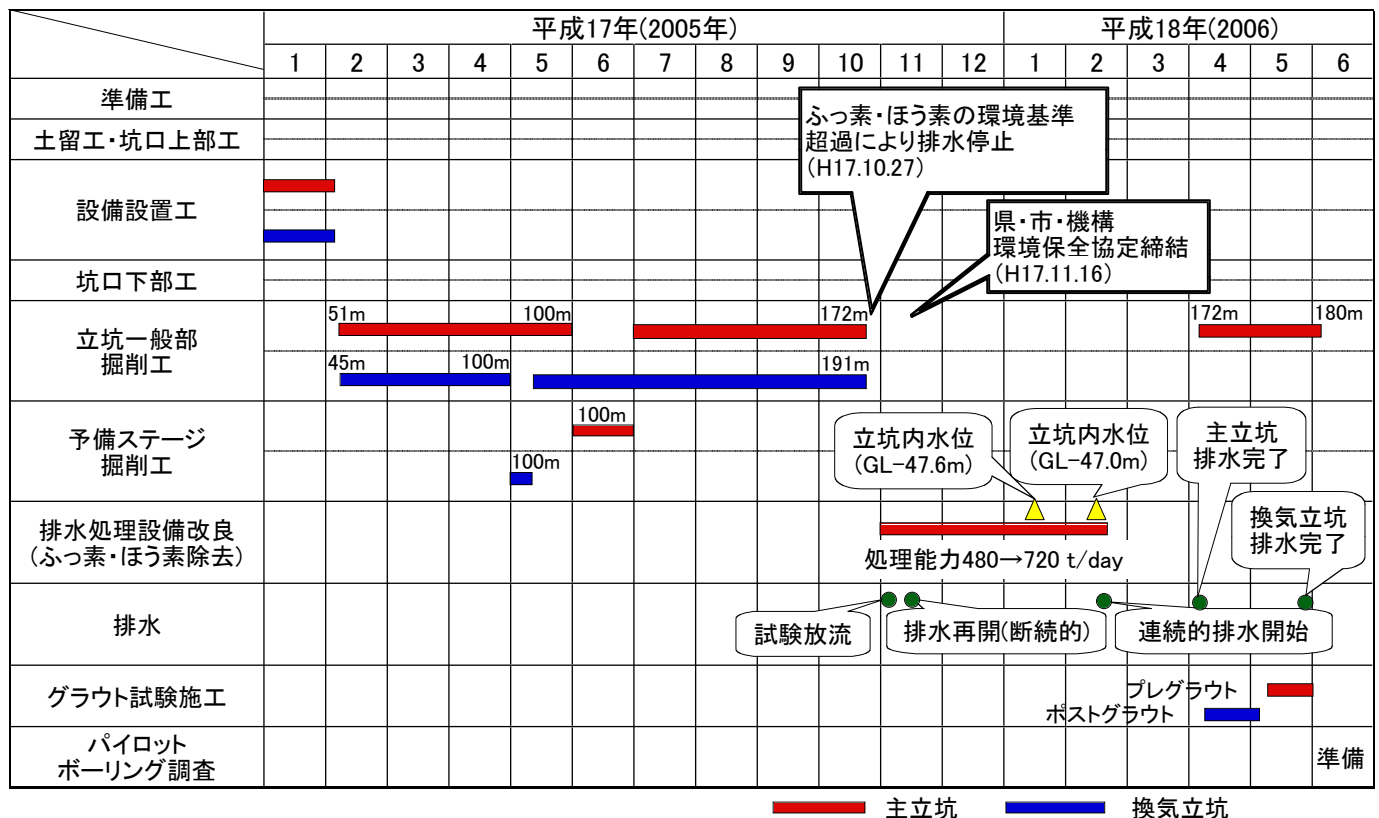 平成17年(2005年)
平成18年(2006)
1 2 3 4 5 6 7 8 9 10 11 12 1 2 3 4 5 6
準備工
土留工・坑口上部工
ふっ素・ほう素の環境基準
超過により排水停止
(H17.10.27)
設備設置工
県・市・機構
環境保全協定締結
(H17.11.16)
坑口下部工
立坑一般部
掘削工
51m 100m 172m 172m 180m
45m 100m 191m
予備ステージ
掘削工
100m
100m
立坑内水位
(GL-47.6m)
立坑内水位
(GL-47.0m)
主立坑
排水完了
換気立坑
排水完了
排水処理設備改良
(ふっ素・ほう素除去)
処理能力480→720 t/day
排水
試験放流
排水再開(断続的)
連続的排水開始
グラウト試験施工
プレグラウト
ポストグラウト
パイロット
ボーリング調査
準備
主立坑
換気立坑